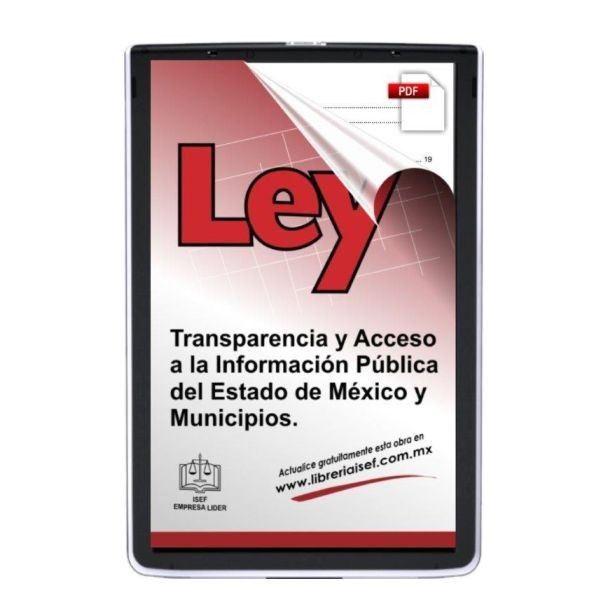 PDF
... 19
Ley
Transparencia y Acceso
a la Información Pública
del Estado de México y
Municipios.
Actualice gratuitamente esta obra en
www.libreriaisef.com.mx
ISEF
EMPRESA LIDER